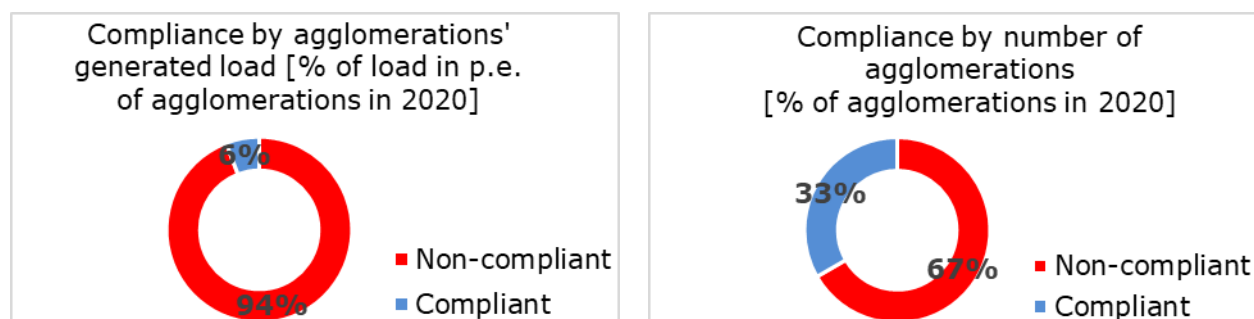 Compliance by agglomerations'
generated load [% of load in p.e.
of agglomerations in 2020]
6%
94%
Non-compliant
Compliant
Compliance by number of
agglomerations
[% of agglomerations in 2020]
33%
67%
Non-compliant
Compliant